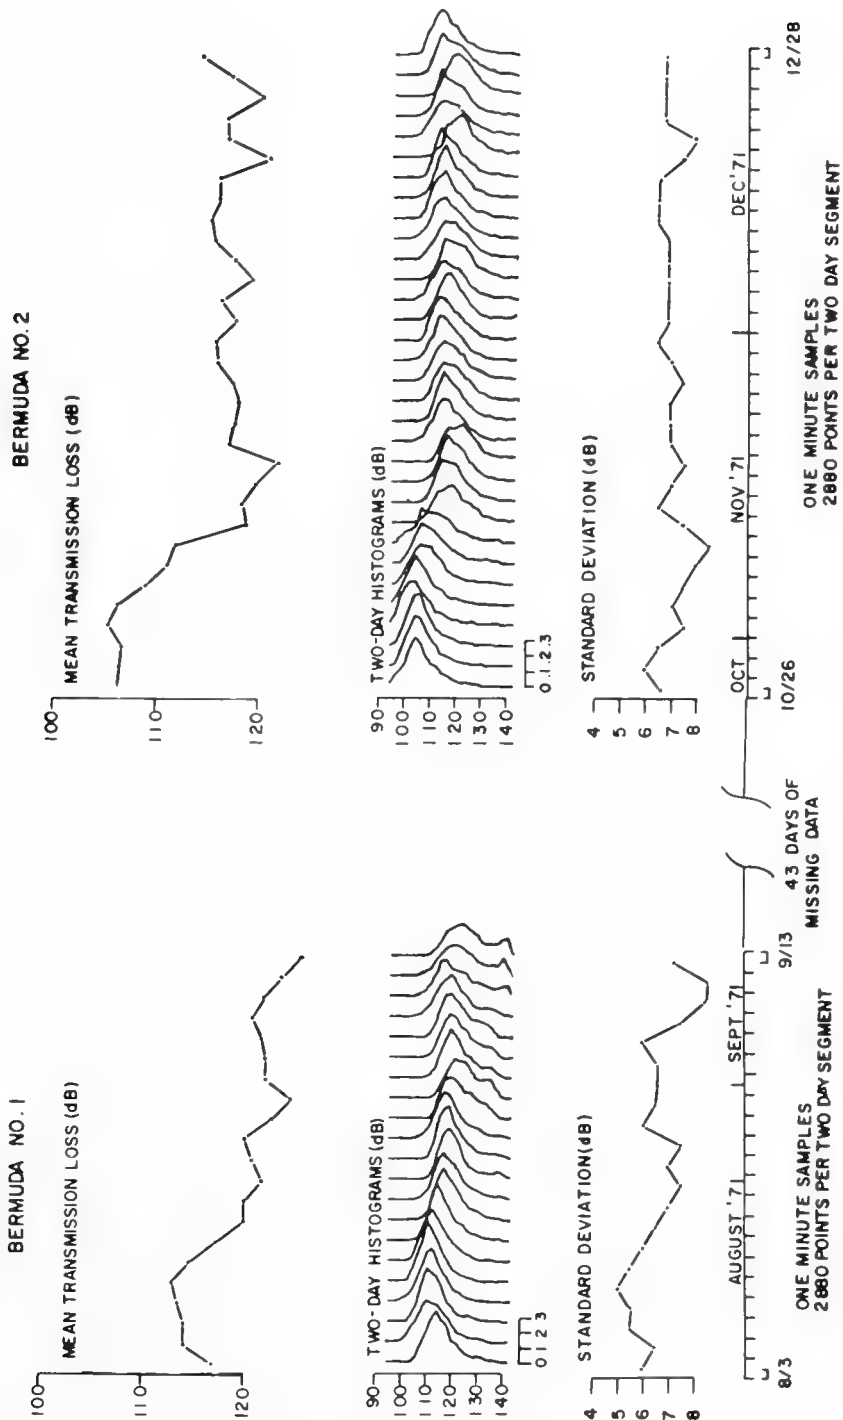 BERMUDA NO. 1
MEAN TRANSMISSION LOSS (dB)
100
110
120
TWO-DAY HISTOGRAMS (dB)
90
100
110
120
130
140
0 1 2 3
STANDARD DEVIATION(dB)
4
5
6
7
8
8/3
AUGUST '71
SEPT '71
9/13
ONE MINUTE SAMPLES
2880 POINTS PER TWO DAY SEGMENT
43 DAYS OF
MISSING DATA
BERMUDA NO. 2
MEAN TRANSMISSION LOSS (dB)
100
110
120
TWO-DAY HISTOGRAMS (dB)
90
100
110
120
130
140
0 .1 .2 .3
STANDARD DEVIATION(dB)
4
5
6
7
8
10/26
OCT
NOV '71
DEC '71
12/28
ONE MINUTE SAMPLES
2880 POINTS PER TWO DAY SEGMENT